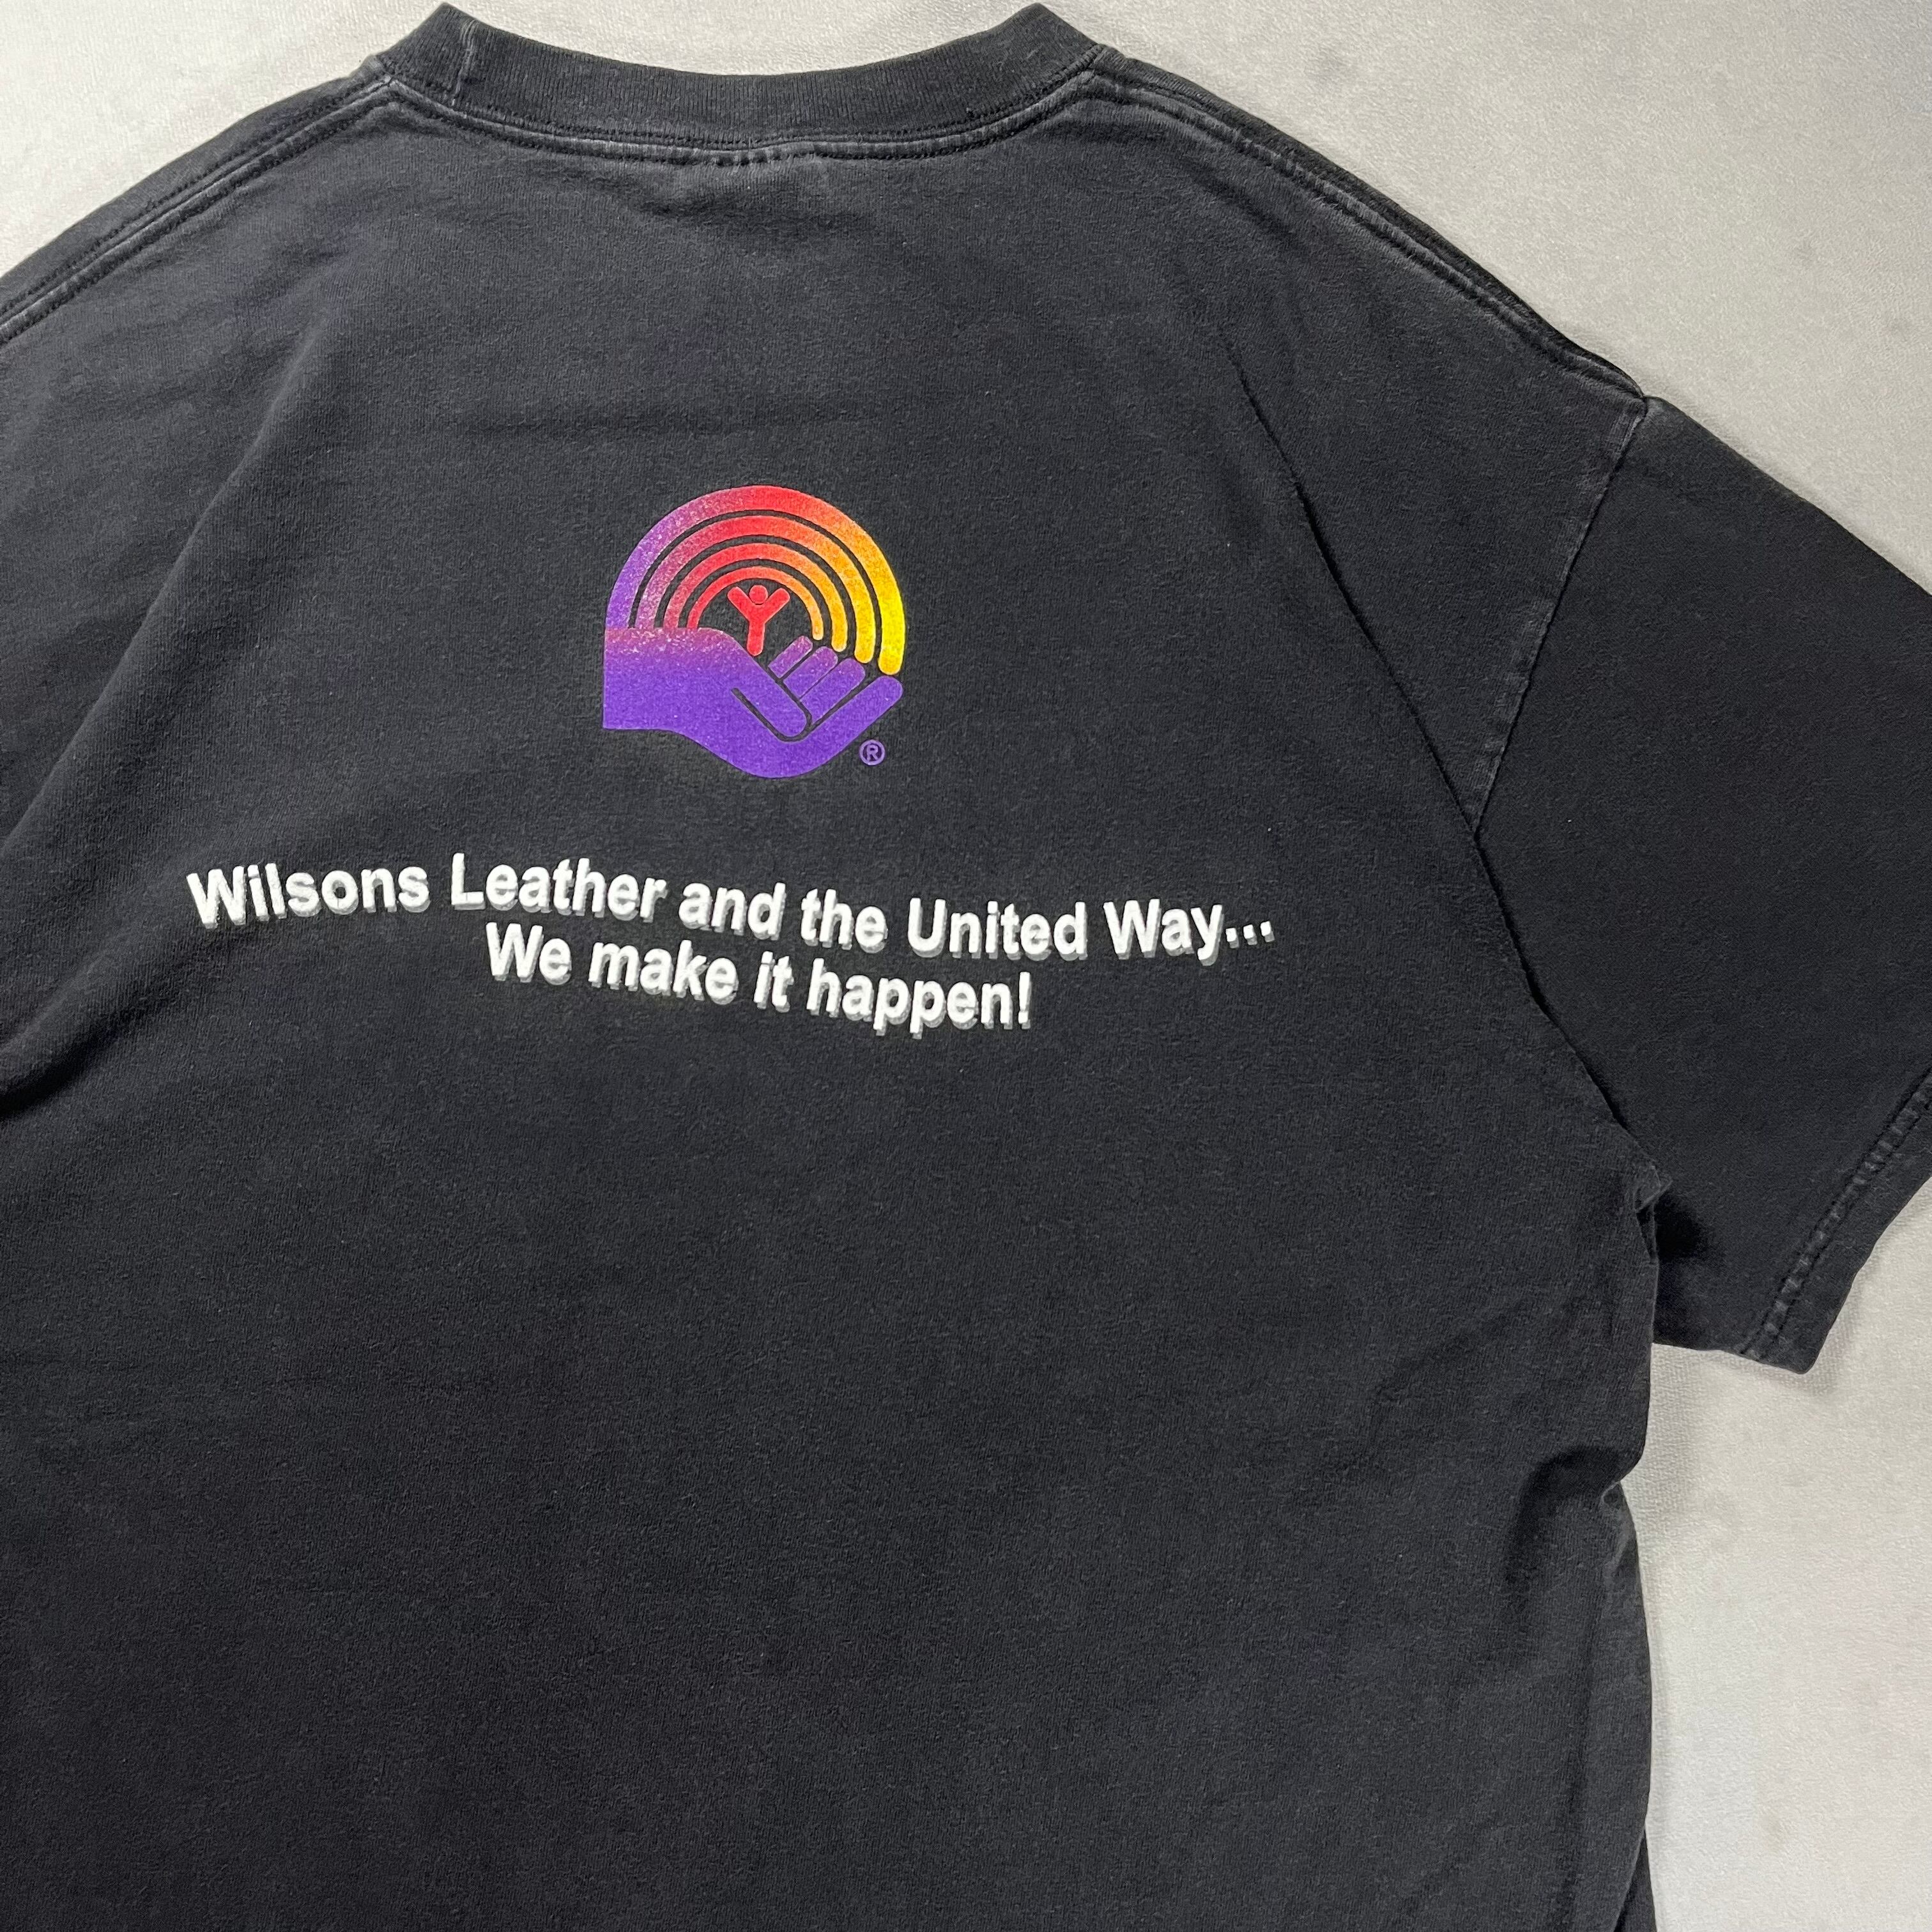 ®
Wilsons Leather and the United Way...
We make it happen!